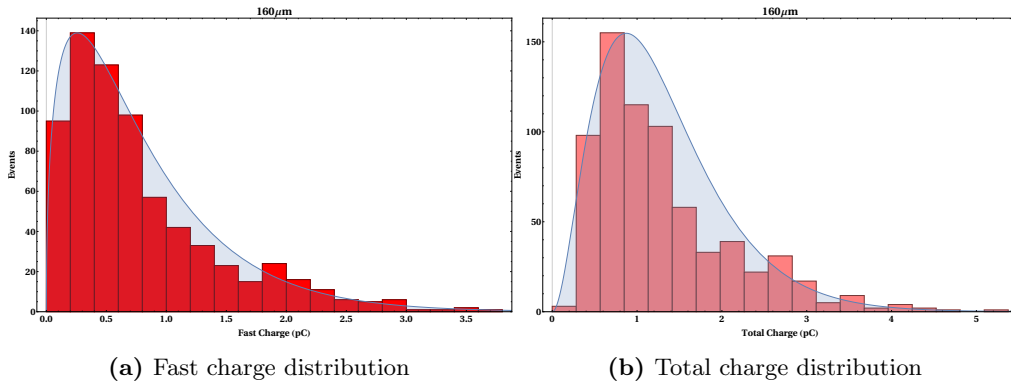 160μm
140
120
100
80
60
40
20
0
Events
0.0 0.5 1.0 1.5 2.0 2.5 3.0 3.5
Fast Charge (pC)
(a) Fast charge distribution
160μm
150
100
50
0
Events
0 1 2 3 4 5
Total Charge (pC)
(b) Total charge distribution